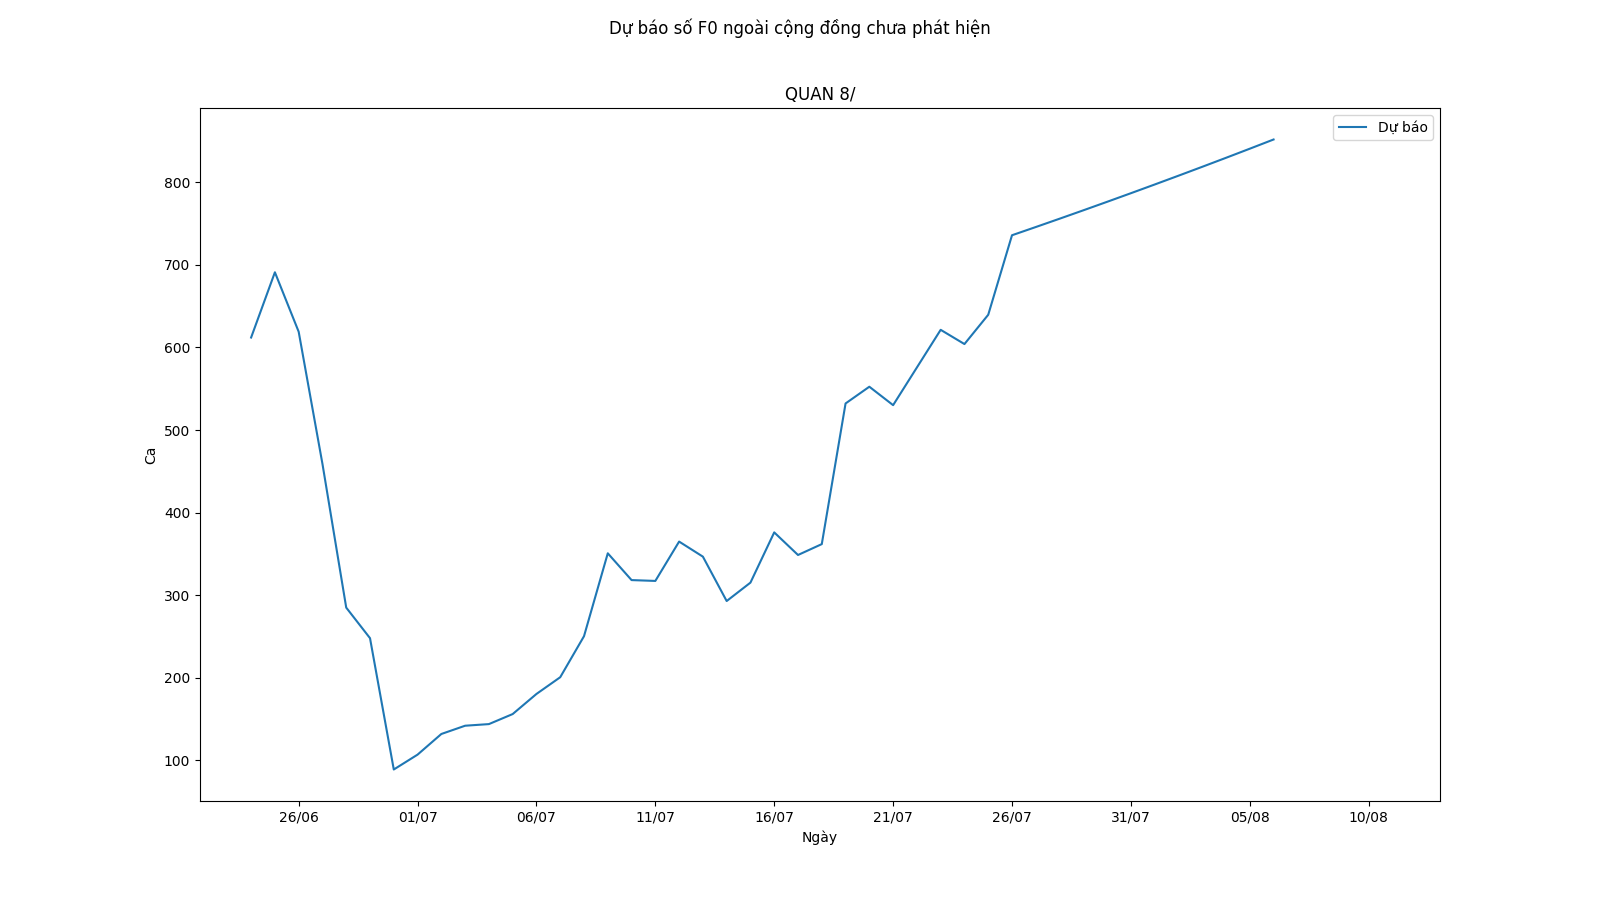 Dự báo số F0 ngoài cộng đồng chưa phát hiện
QUAN 8/
Dự báo
800
700
600
500
400
300
200
100
Ca
26/06 01/07 06/07 11/07 16/07 21/07 26/07 31/07 05/08 10/08
Ngày